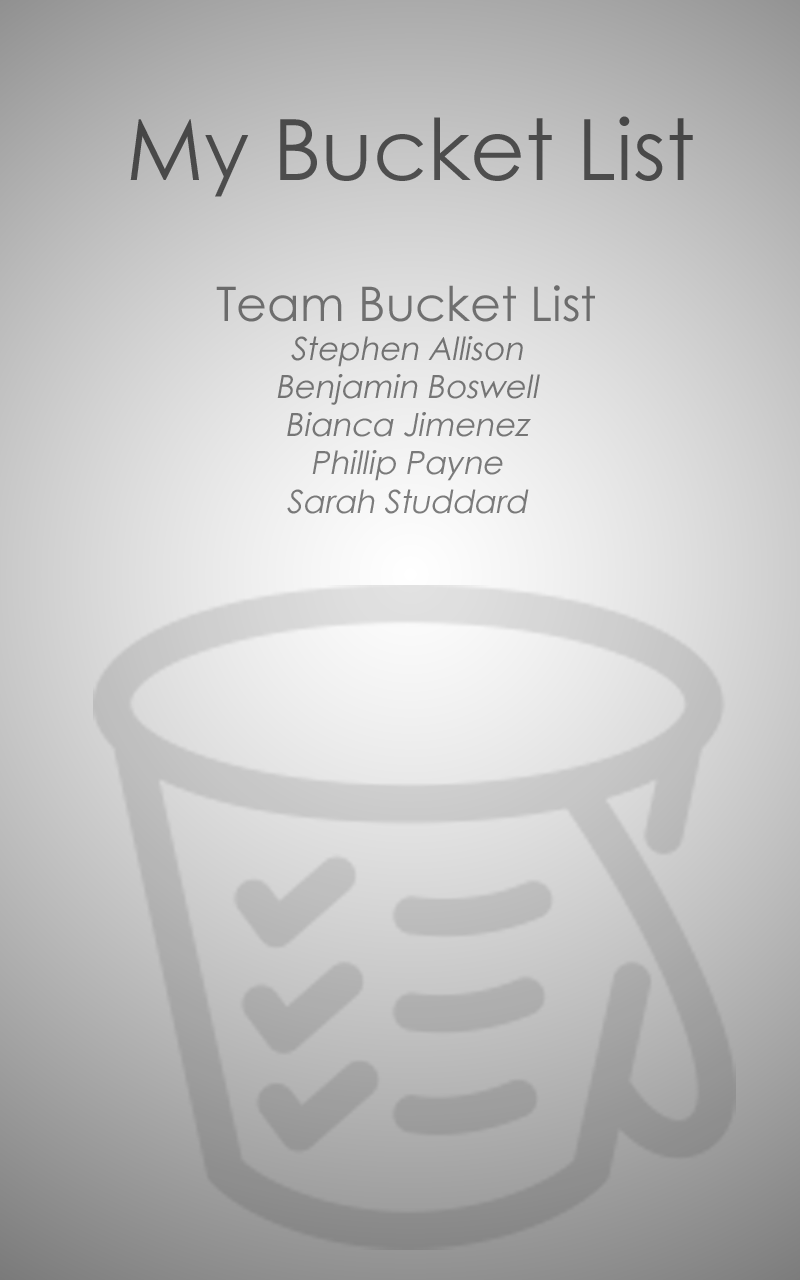 My Bucket List
Team Bucket List
Stephen Allison
Benjamin Boswell
Bianca Jimenez
Phillip Payne
Sarah Studdard